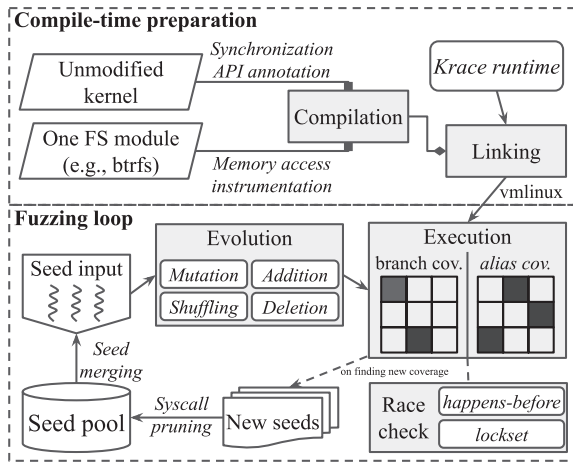 Compile-time preparation
Unmodified
kernel
Synchronization
API annotation
Krace runtime
Compilation
One FS module
(e.g., btrfs)
Memory access
instrumentation
Linking
vmlinux
Fuzzing loop
Seed input
Evolution
Mutation
Addition
Shuffling
Deletion
Execution
branch cov.
alias cov.
on finding new coverage
Seed
merging
Seed pool
Syscall
pruning
New seeds
Race
check
happens-before
lockset